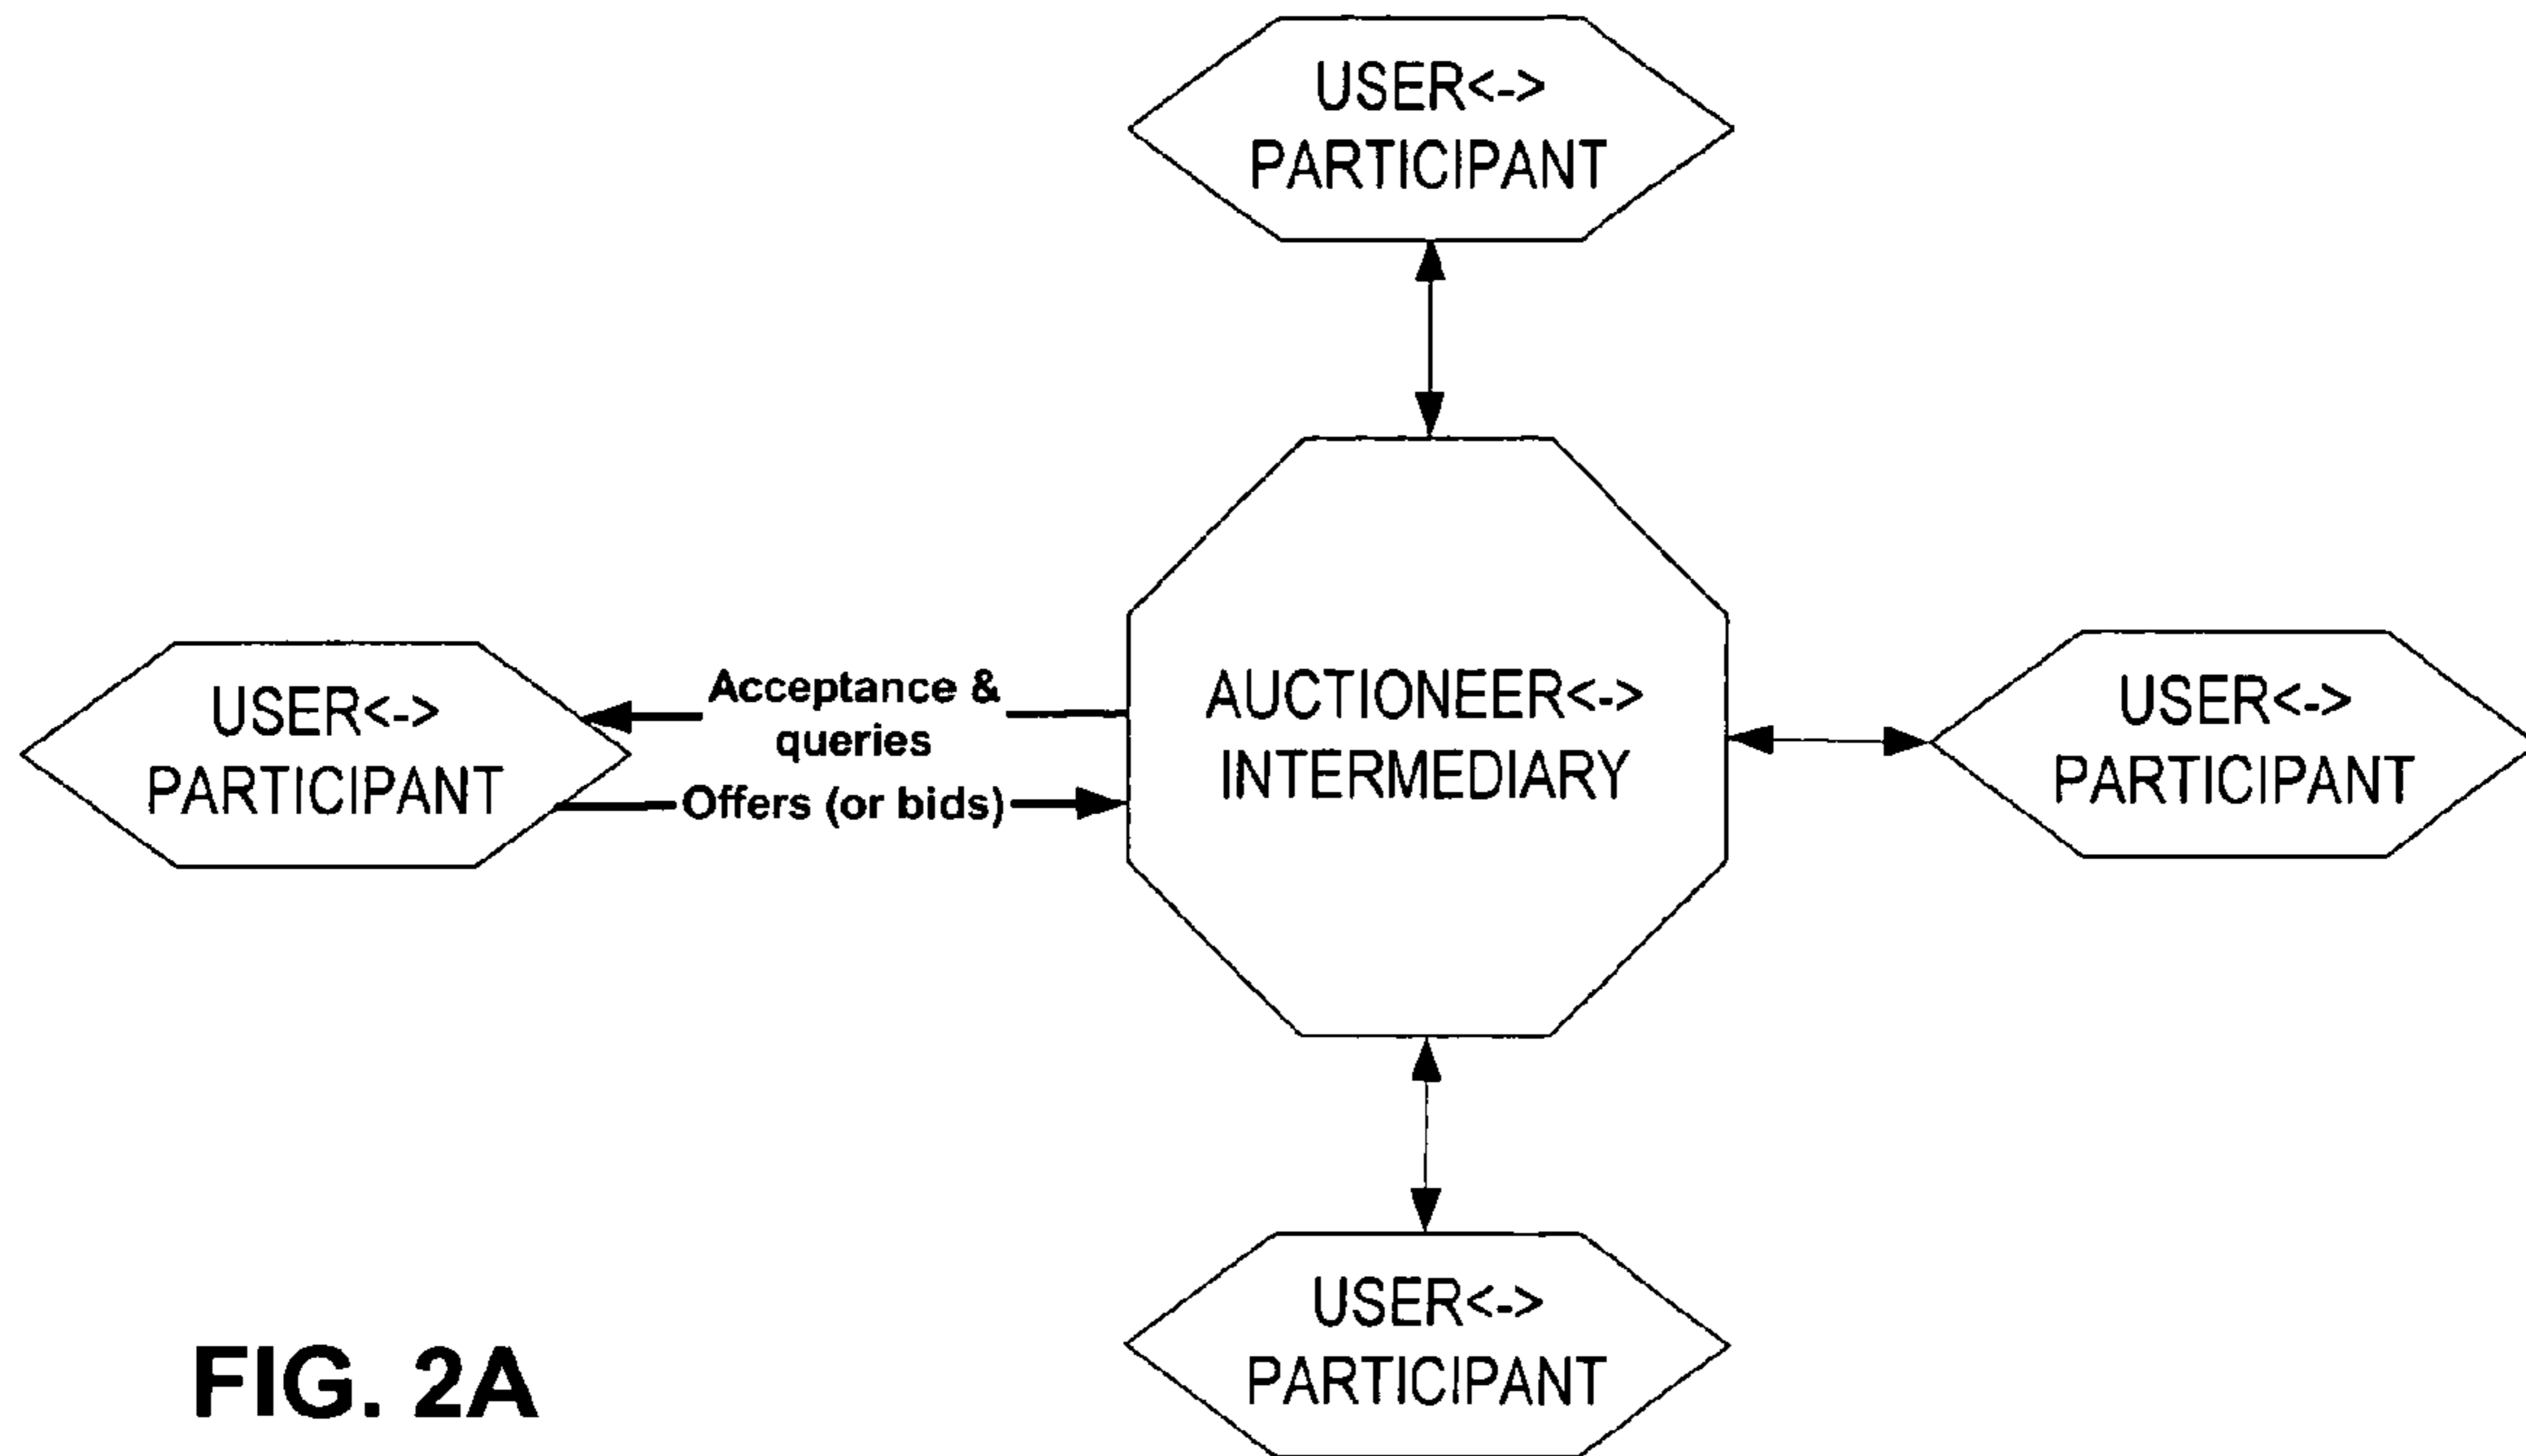 USER<->
PARTICIPANT
USER<->
PARTICIPANT
Acceptance &
queries
Offers (or bids)
AUCTIONEER<->
INTERMEDIARY
USER<->
PARTICIPANT
USER<->
PARTICIPANT
FIG. 2A